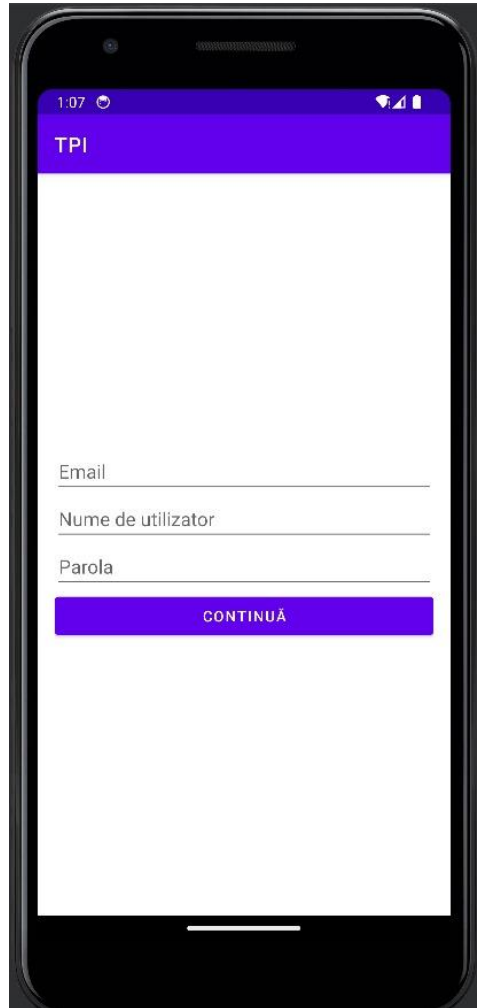 1:07
TPI
Email
Nume de utilizator
Parola
CONTINUĂ